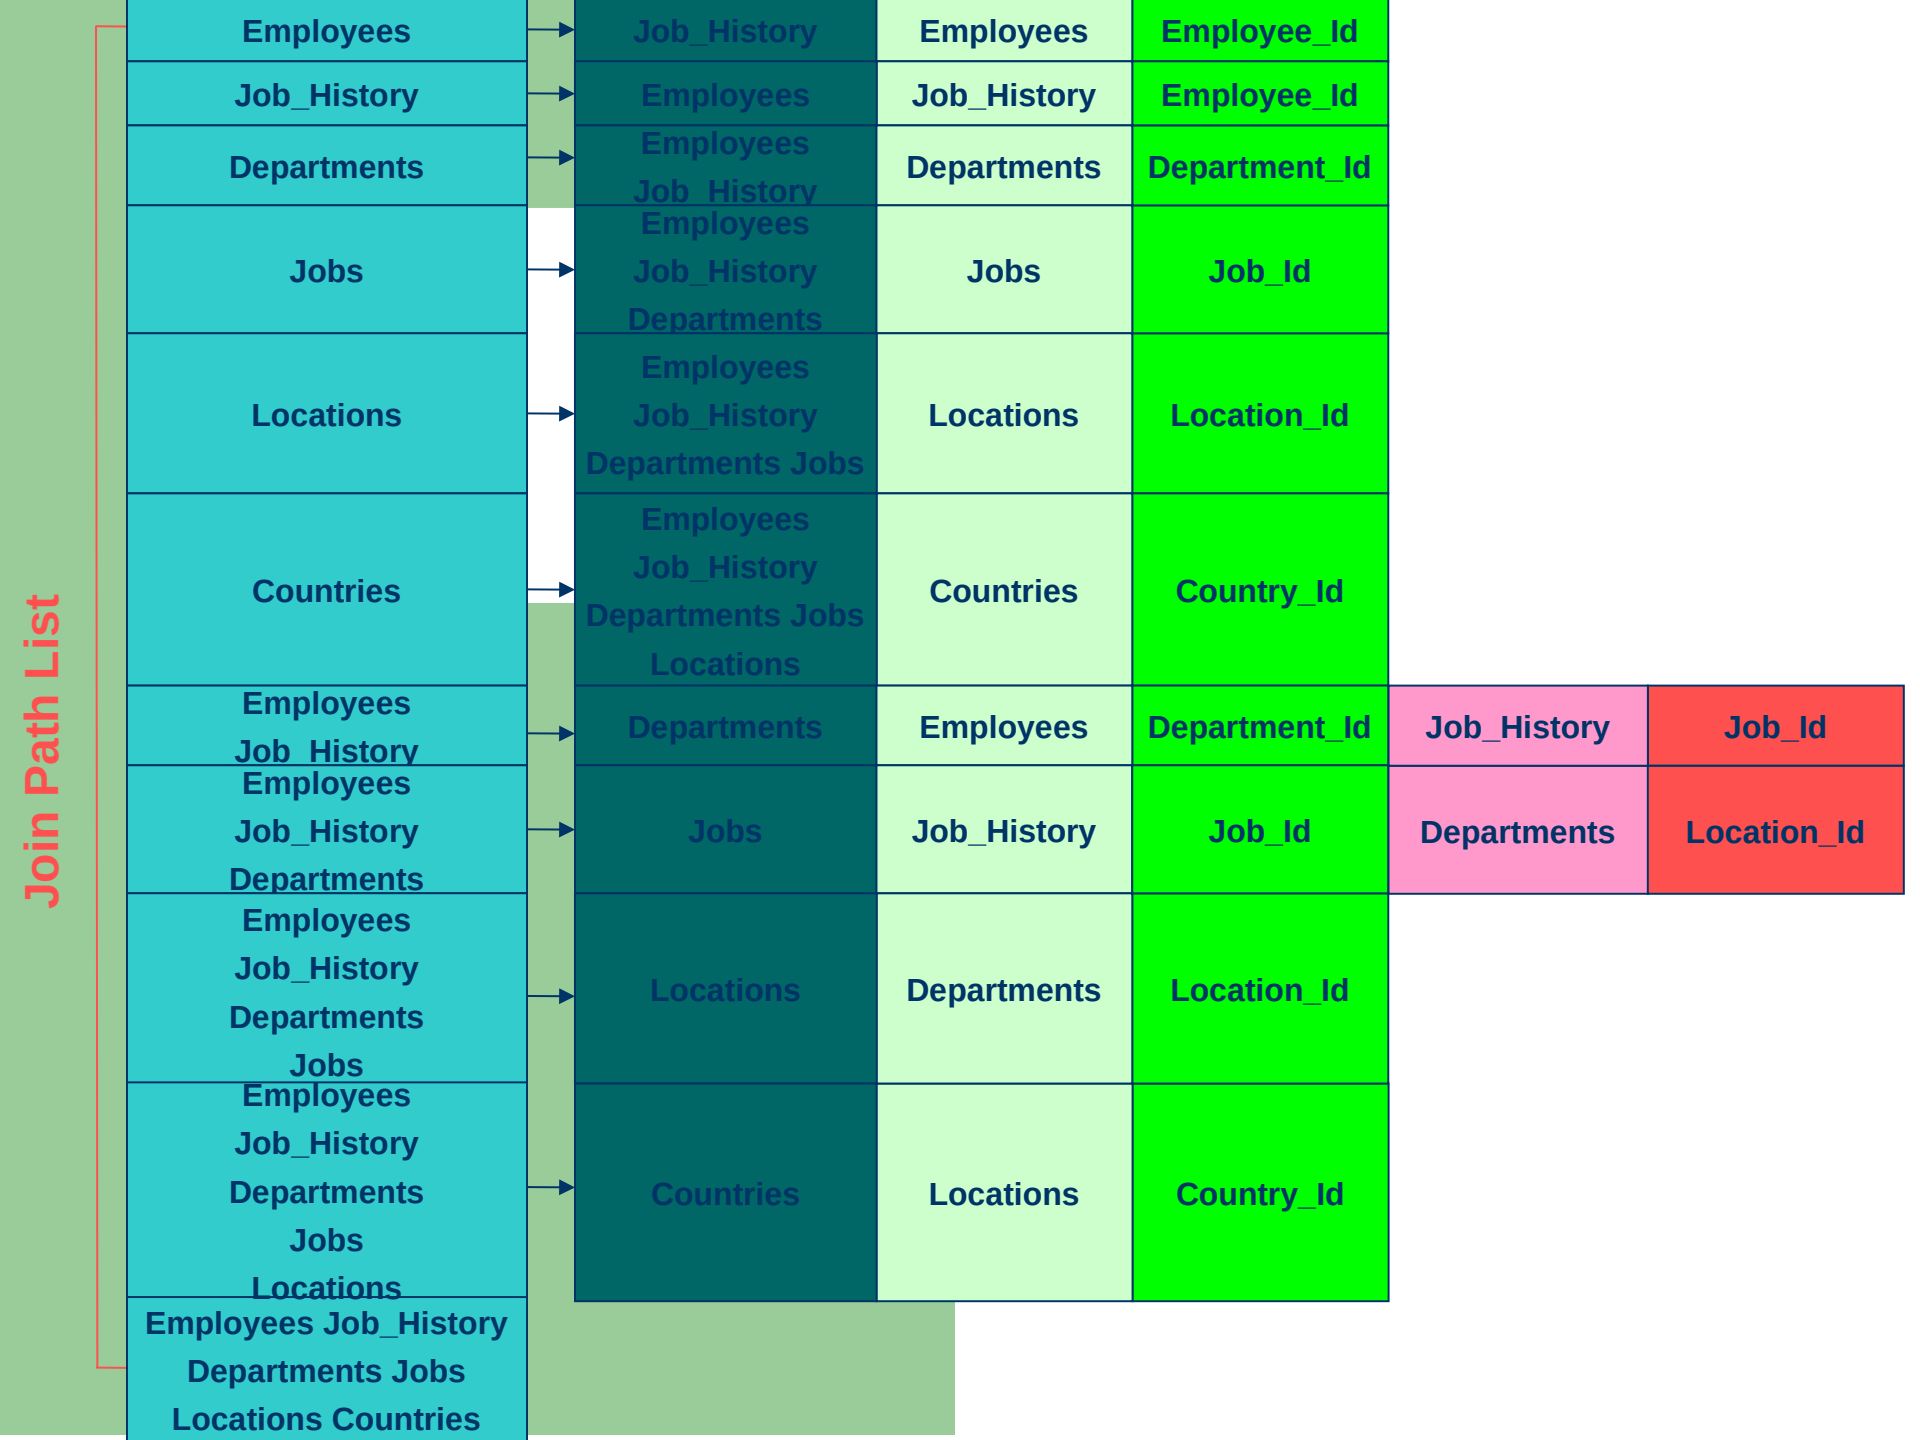 Join Path List
Employees
Job_History
Employees
Employee_Id
Job_History
Employees
Job_History
Employee_Id
Departments
Employees
Job_History
Departments
Department_Id
Jobs
Employees
Job_History
Departments
Jobs
Job_Id
Locations
Employees
Job_History
Departments Jobs
Locations
Location_Id
Countries
Employees
Job_History
Departments Jobs
Locations
Countries
Country_Id
Employees
Job_History
Departments
Employees
Department_Id
Job_History
Job_Id
Employees
Job_History
Departments
Jobs
Job_History
Job_Id
Departments
Location_Id
Employees
Job_History
Departments
Jobs
Locations
Departments
Location_Id
Employees
Job_History
Departments
Jobs
Locations
Countries
Locations
Country_Id
Employees Job_History
Departments Jobs
Locations Countries